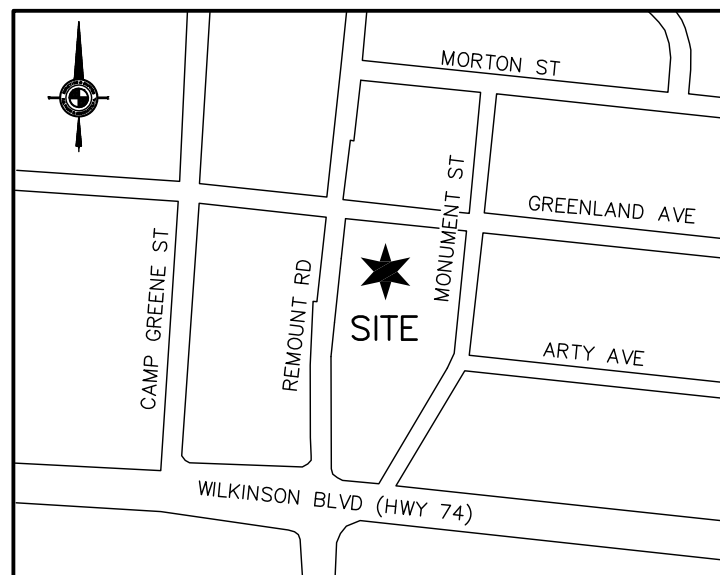 MORTON ST
MONUMENT ST
GREENLAND AVE
CAMP GREENE ST
REMOUNT RD
SITE
ARTY AVE
WILKINSON BLVD (HWY 74)